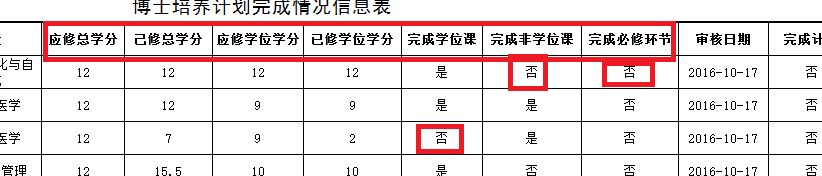 博士培养计划完成情况信息表
应修总学分 已修总学分 应修学位学分 已修学位学分 完成学位课 完成非学位课 完成必修环节 审核日期 完成计
化与自 12 12 12 12 是 否 否 2016-10-17 否
医学 12 12 9 9 是 是 否 2016-10-17 否
医学 12 7 9 2 否 是 否 2016-10-17 否
管理 12 15.5 10 10 是 否 否 2016-10-17 否